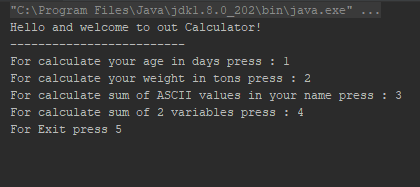 "C:\Program Files\Java\jdk1.8.0_202\bin\java.exe" ...
Hello and welcome to out Calculator!
-------------------------
For calculate your age in days press : 1
For calculate your weight in tons press : 2
For calculate sum of ASCII values in your name press : 3
For calculate sum of 2 variables press : 4
For Exit press 5